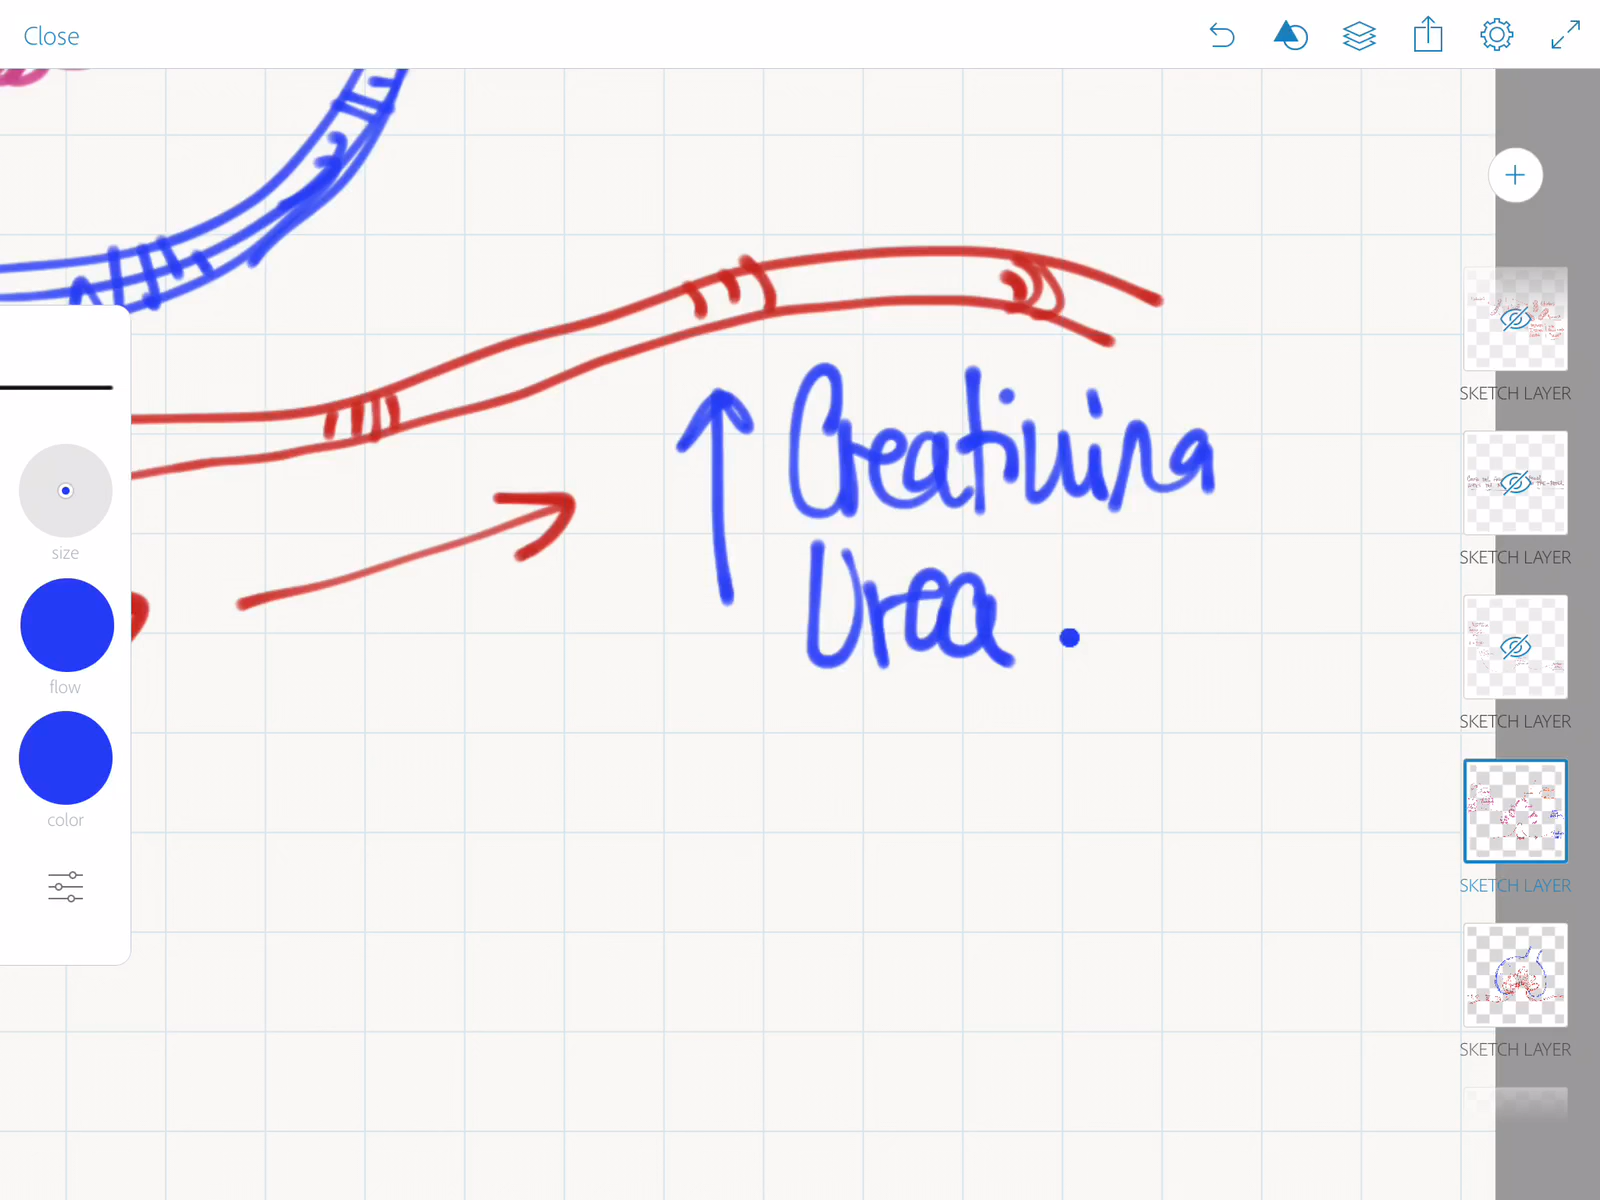 Close
SKETCH LAYER
SKETCH LAYER
size
SKETCH LAYER
flow
color
SKETCH LAYER
SKETCH LAYER
Creatinina
Urea.